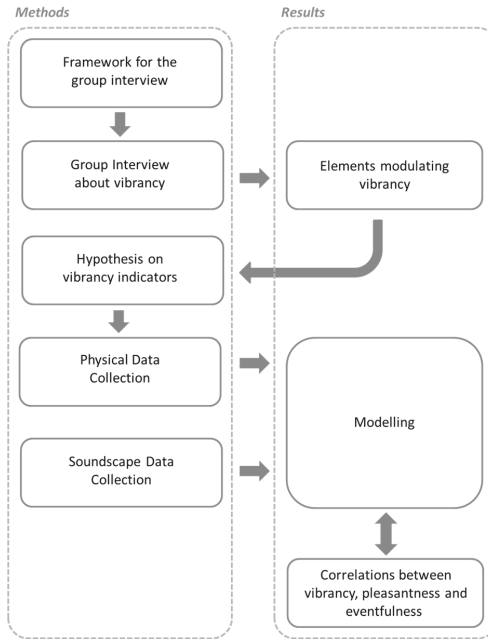 Methods
Results
Framework for the
group interview
Group Interview
about vibrancy
Elements modulating
vibrancy
Hypothesis on
vibrancy indicators
Physical Data
Collection
Modelling
Soundscape Data
Collection
Correlations between
vibrancy, pleasantness and
eventfulness